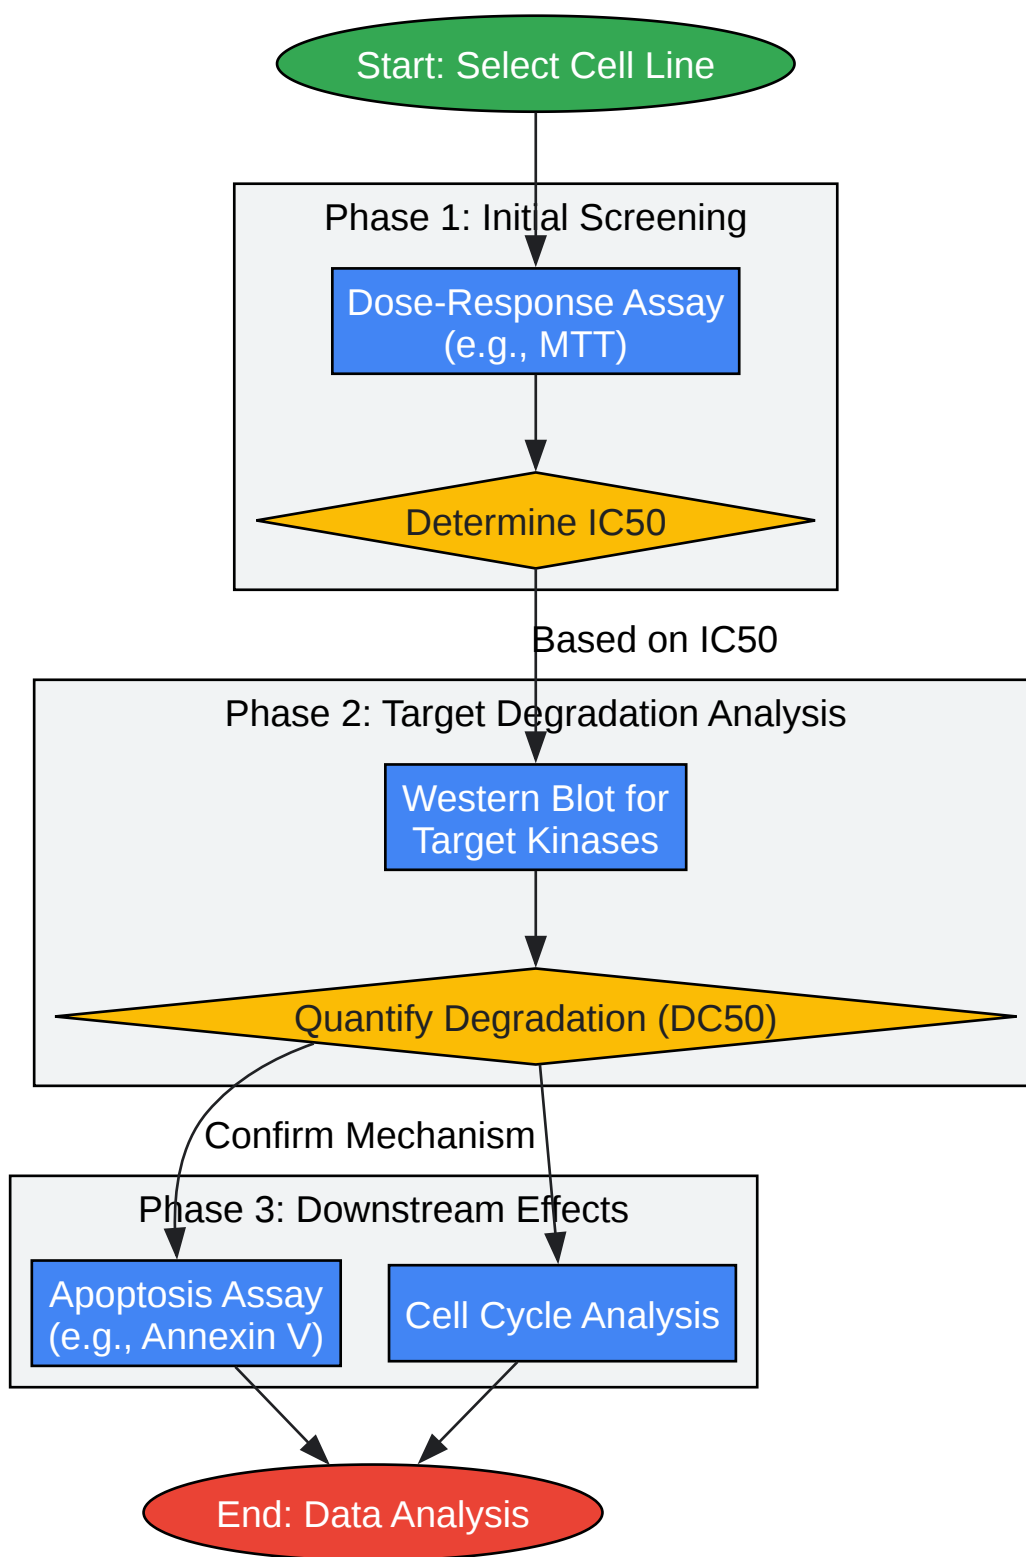 Start: Select Cell Line
Phase 1: Initial Screening
Dose-Response Assay
(e.g., MTT)
Determine IC50
Based on IC50
Phase 2: Target Degradation Analysis
Western Blot for
Target Kinases
Quantify Degradation (DC50)
Confirm Mechanism
Phase 3: Downstream Effects
Apoptosis Assay
(e.g., Annexin V)
Cell Cycle Analysis
End: Data Analysis